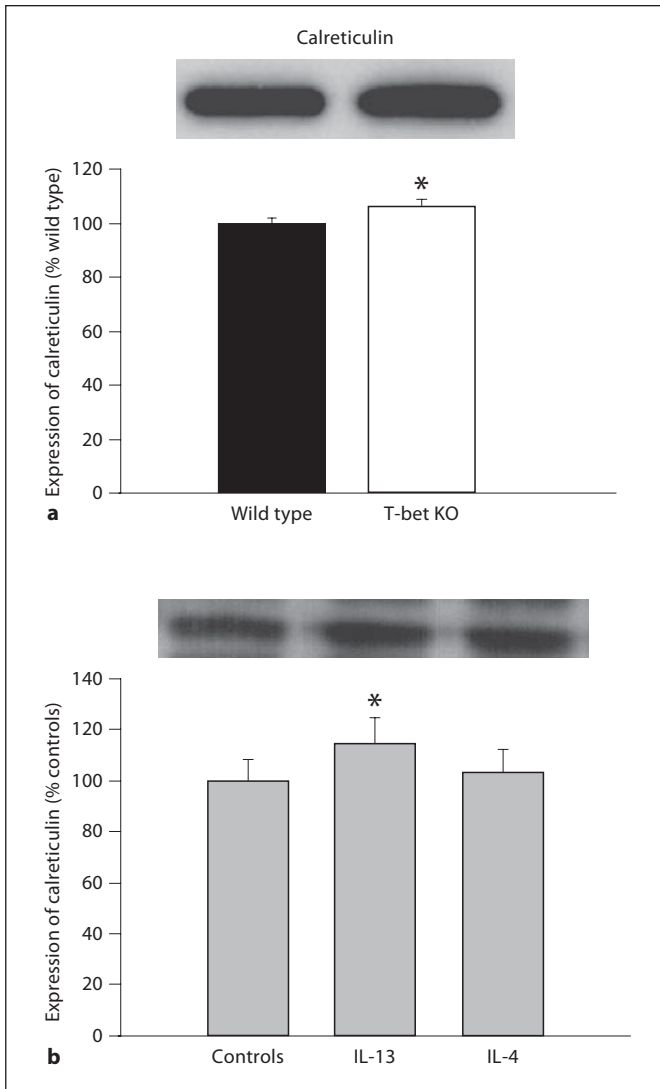 Calreticulin
Expression of calreticulin (% wild type)
120
100
80
60
40
20
0
*
Wild type
T-bet KO
a
Expression of calreticulin (% controls)
140
120
100
80
60
40
20
0
*
Controls
IL-13
IL-4
b